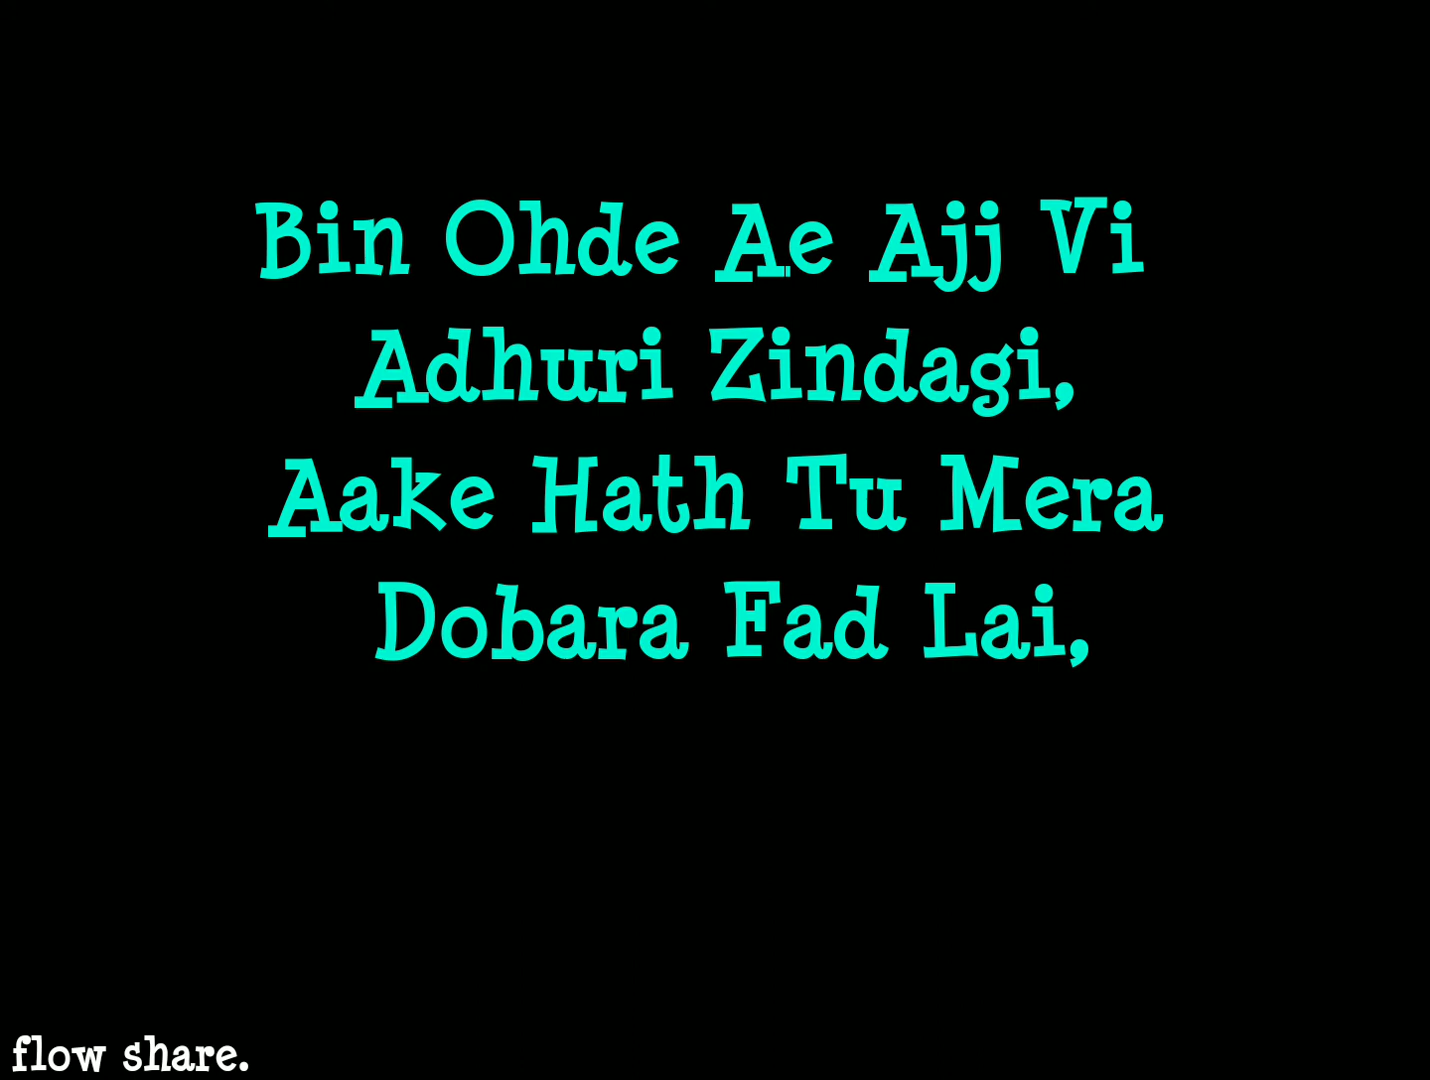 Bin Ohde Ae Ajj Vi
Adhuri Zindagi,
Aake Hath Tu Mera
Dobara Fad Lai,
flow share.